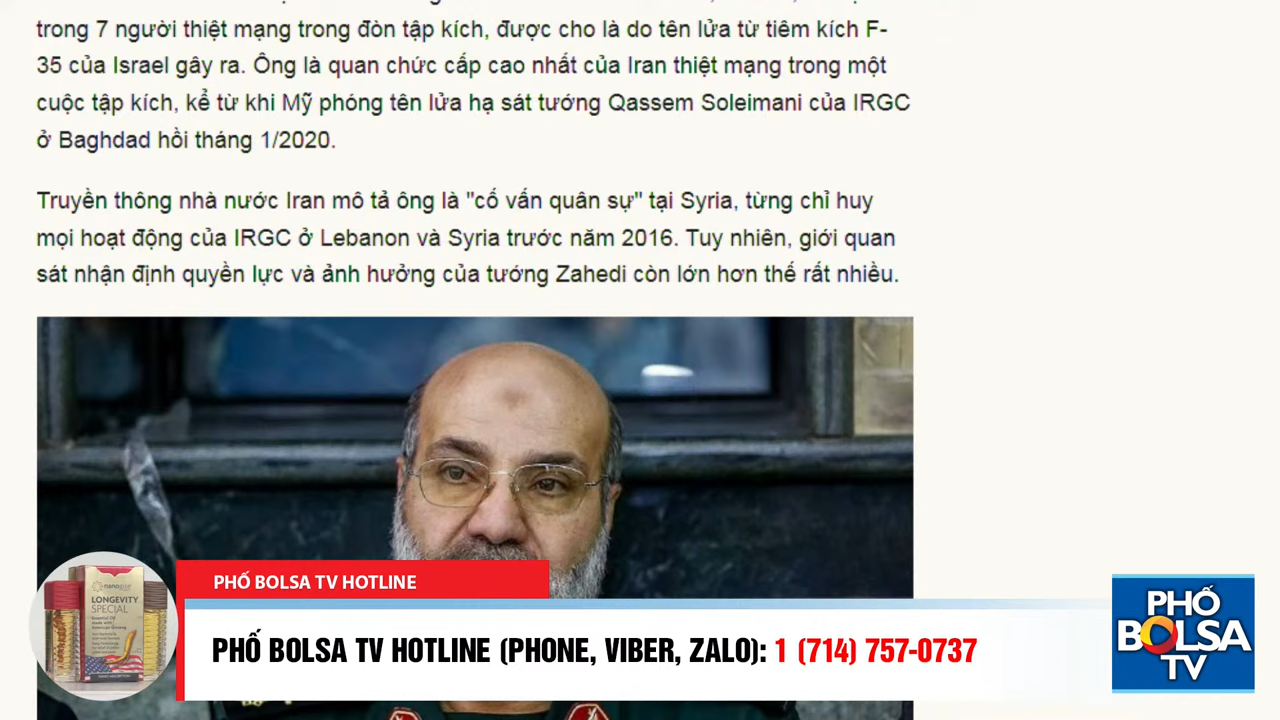 trong 7 người thiệt mạng trong đòn tập kích, được cho là do tên lửa từ tiêm kích F-
35 của Israel gây ra. Ông là quan chức cấp cao nhất của Iran thiệt mạng trong một
cuộc tập kích, kể từ khi Mỹ phóng tên lửa hạ sát tướng Qassem Soleimani của IRGC
ở Baghdad hồi tháng 1/2020.
Truyền thông nhà nước Iran mô tả ông là "cố vấn quân sự" tại Syria, từng chỉ huy
mọi hoạt động của IRGC ở Lebanon và Syria trước năm 2016. Tuy nhiên, giới quan
sát nhận định quyền lực và ảnh hưởng của tướng Zahedi còn lớn hơn thế rất nhiều.
LONGEVITY
SPECIAL
PHỐ BOLSA TV HOTLINE
PHỐ BOLSA TV HOTLINE (PHONE, VIBER, ZALO): 1 (714) 757-0737
PHỐ
BOLSA
TV